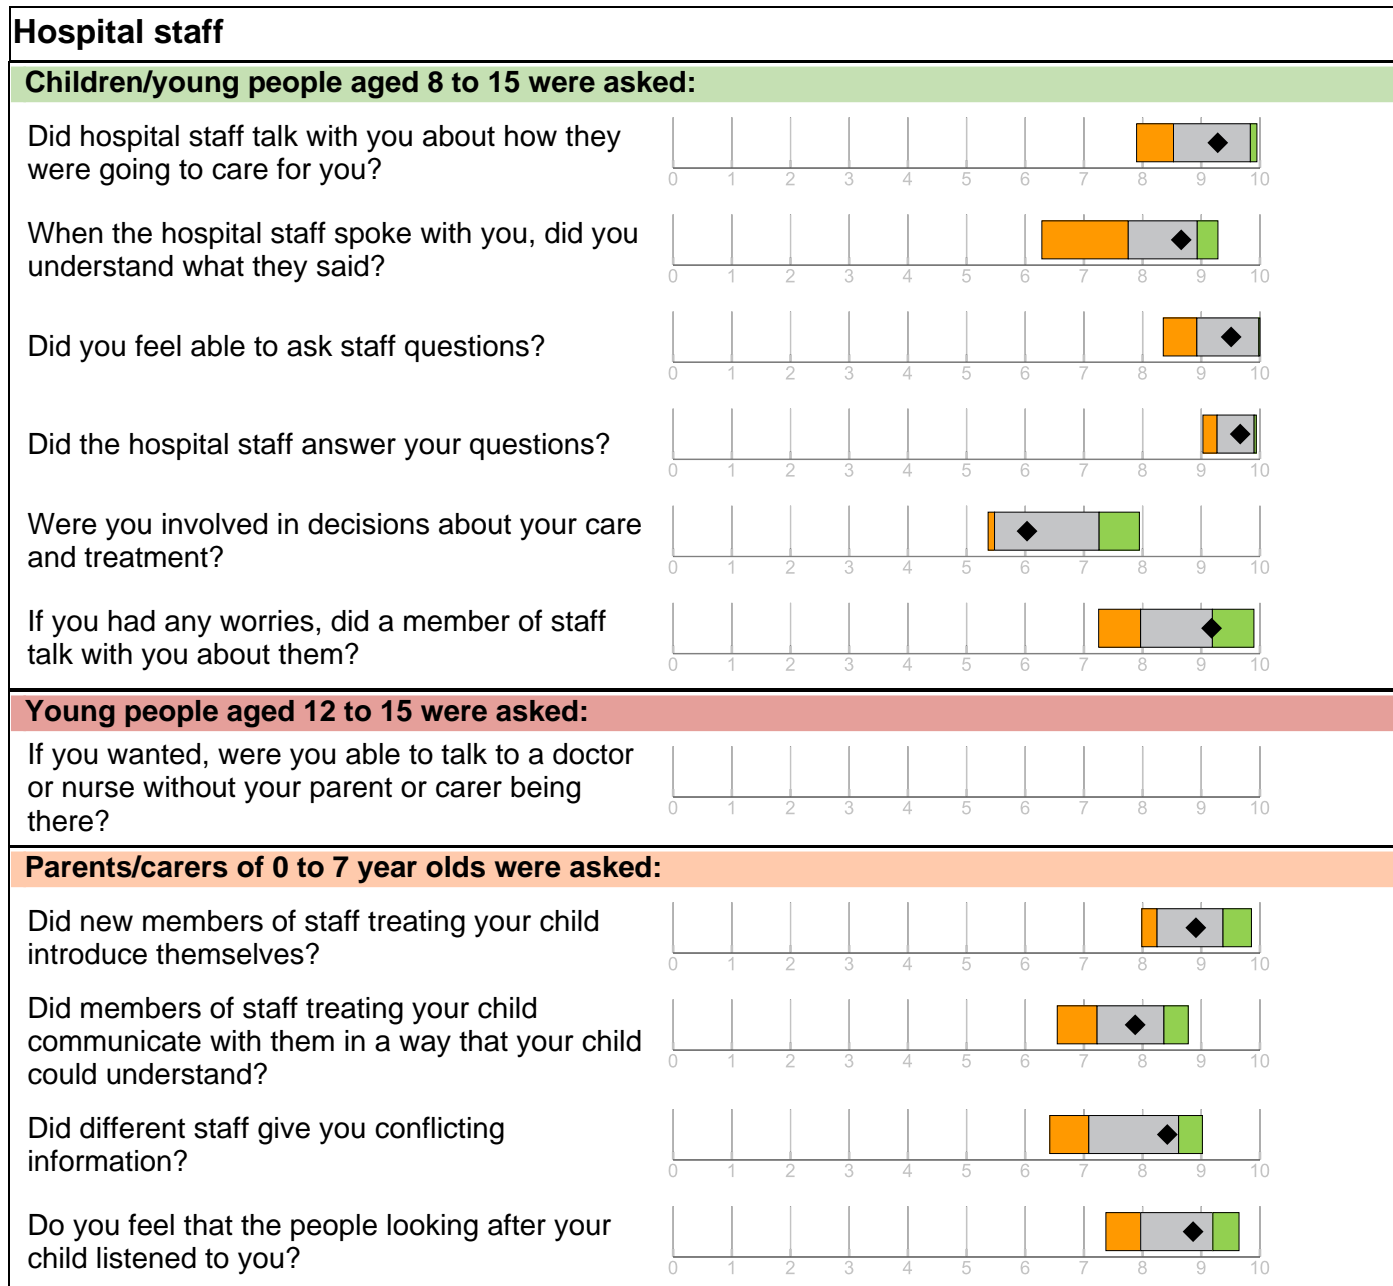 Hospital staff
Children/young people aged 8 to 15 were asked:
Did hospital staff talk with you about how they
were going to care for you?
0 1 2 3 4 5 6 7 8 9 10
When the hospital staff spoke with you, did you
understand what they said?
0 1 2 3 4 5 6 7 8 9 10
Did you feel able to ask staff questions?
0 1 2 3 4 5 6 7 8 9 10
Did the hospital staff answer your questions?
0 1 2 3 4 5 6 7 8 9 10
Were you involved in decisions about your care
and treatment?
0 1 2 3 4 5 6 7 8 9 10
If you had any worries, did a member of staff
talk with you about them?
0 1 2 3 4 5 6 7 8 9 10
Young people aged 12 to 15 were asked:
If you wanted, were you able to talk to a doctor
or nurse without your parent or carer being
there?
0 1 2 3 4 5 6 7 8 9 10
Parents/carers of 0 to 7 year olds were asked:
Did new members of staff treating your child
introduce themselves?
0 1 2 3 4 5 6 7 8 9 10
Did members of staff treating your child
communicate with them in a way that your child
could understand?
0 1 2 3 4 5 6 7 8 9 10
Did different staff give you conflicting
information?
0 1 2 3 4 5 6 7 8 9 10
Do you feel that the people looking after your
child listened to you?
0 1 2 3 4 5 6 7 8 9 10